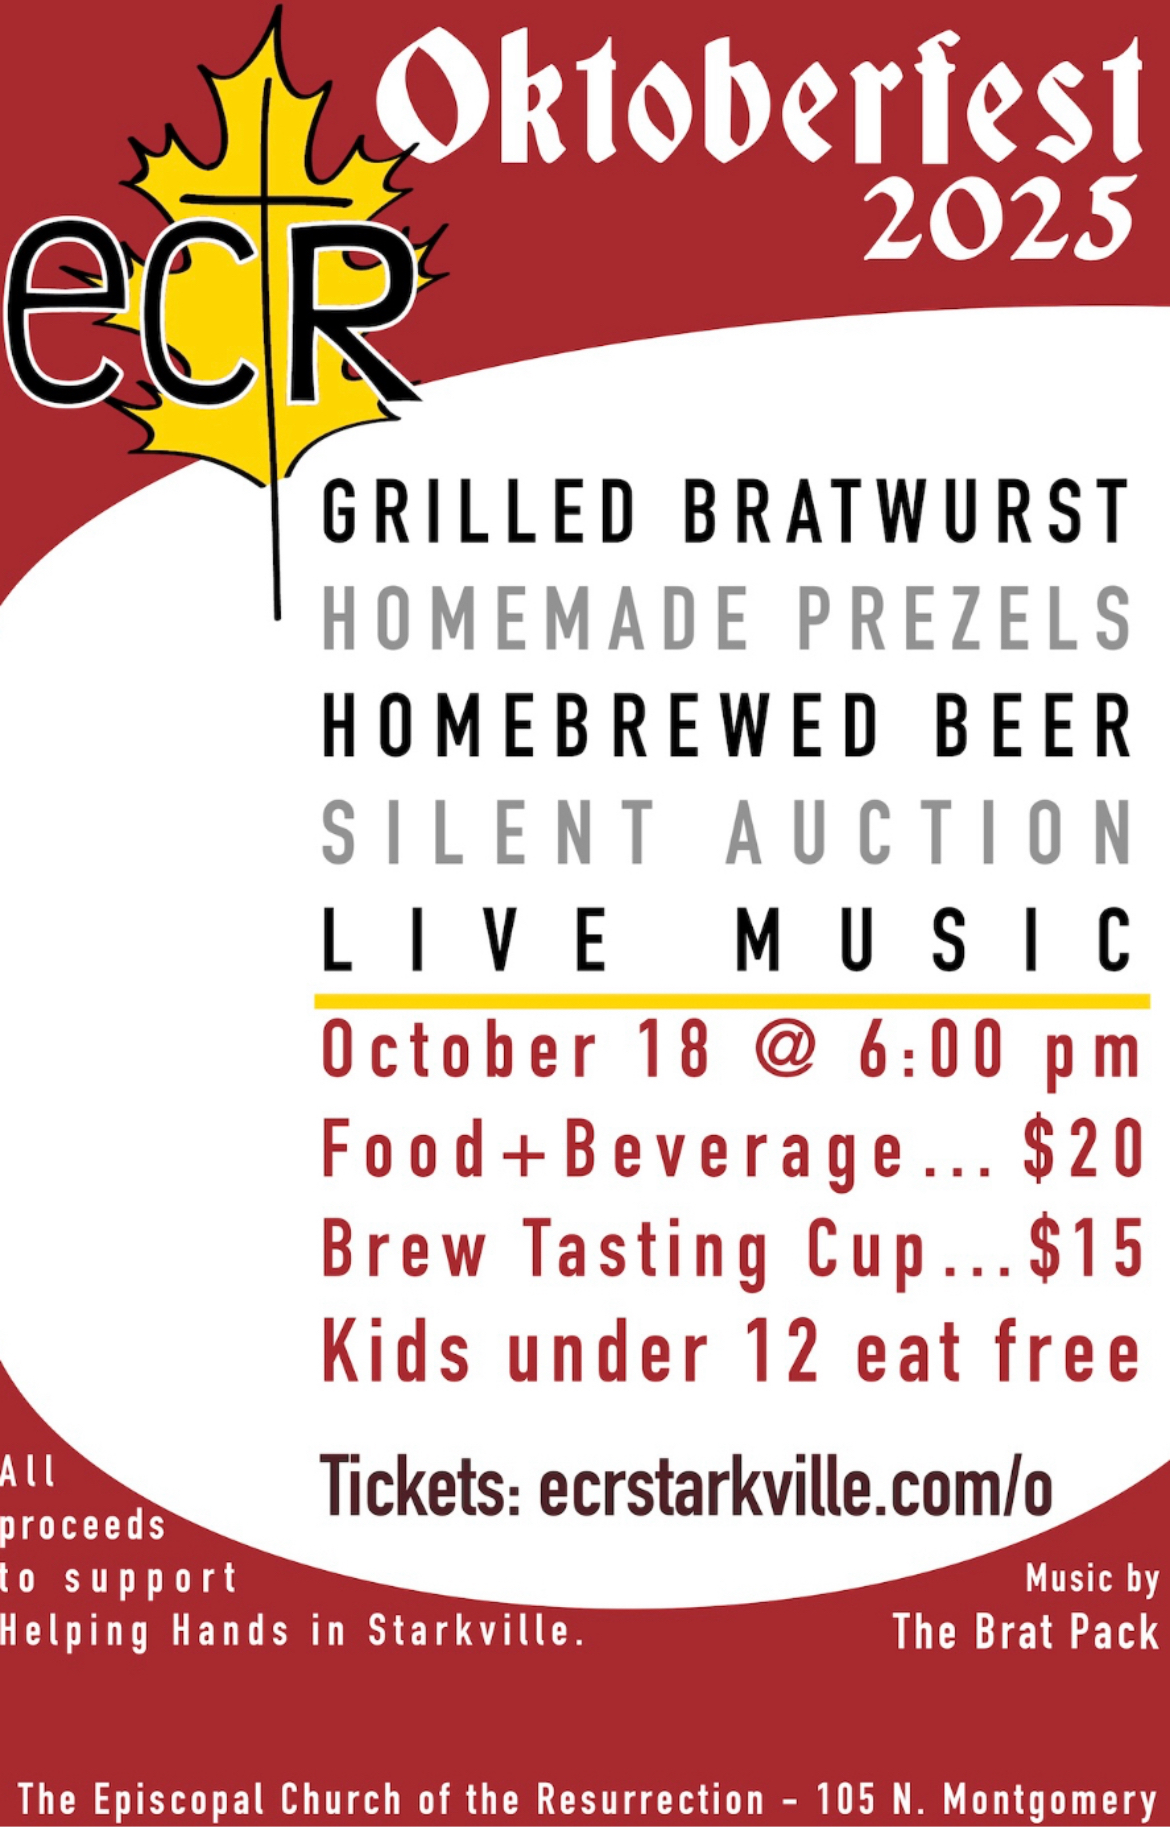 Oktoberfest
2025
ecR
GRILLED BRATWURST
HOMEMADE PREZELS
HOMEBREWED BEER
SILENT AUCTION
LIVE MUSIC
October 18 @ 6:00 pm
Food+Beverage... $20
Brew Tasting Cup...$15
Kids under 12 eat free
Tickets: ecrstarkville.com/o
All
proceeds
to support
Helping Hands in Starkville.
Music by
The Brat Pack
The Episcopal Church of the Resurrection - 105 N. Montgomery